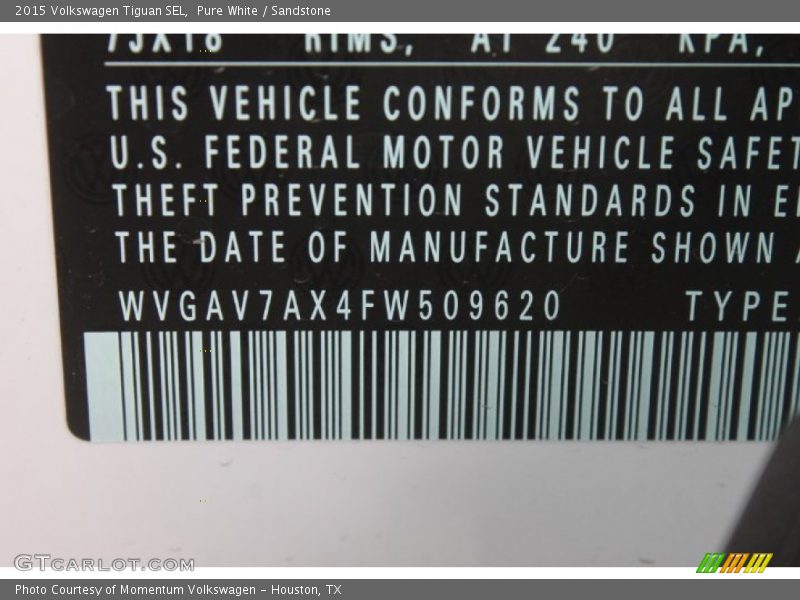 2015 Volkswagen Tiguan SEL,  Pure White / Sandstone
7JX18 RIMS, AT 240 KPA,
THIS VEHICLE CONFORMS TO ALL AP
U.S. FEDERAL MOTOR VEHICLE SAFET
THEFT PREVENTION STANDARDS IN E
THE DATE OF MANUFACTURE SHOWN
WVGAV7AX4FW509620 TYPE
GTCARLOT.COM
Photo Courtesy of Momentum Volkswagen – Houston, TX